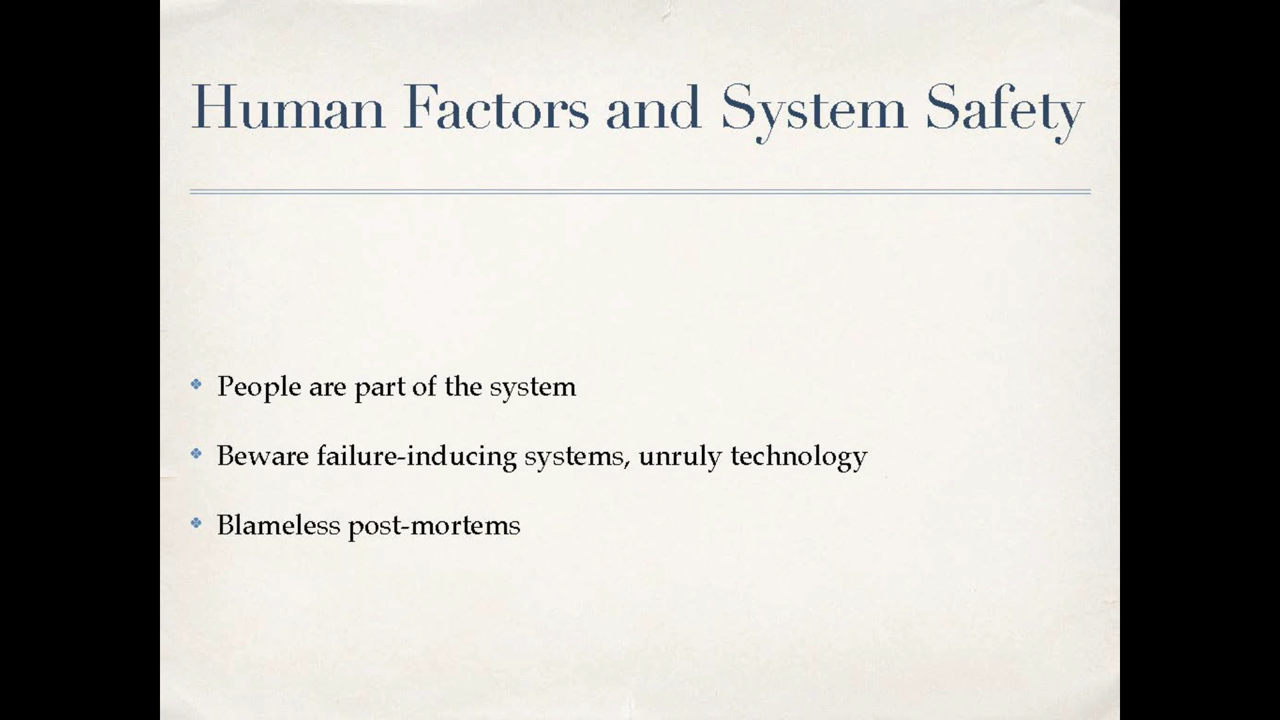 Human Factors and System Safety
People are part of the system
Beware failure-inducing systems, unruly technology
Blameless post-mortems